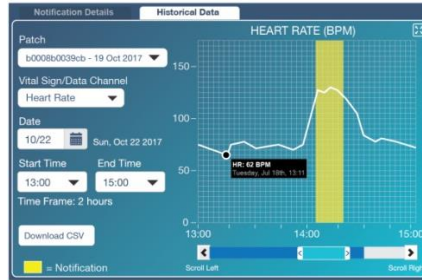 Notification Details
Historical Data
Patch
b0008b0039cb - 19 Oct 2017
Vital Sign/Data Channel
Heart Rate
Date
10/22
Sun, Oct 22 2017
Start Time
End Time
13:00
15:00
Time Frame: 2 hours
Download CSV
= Notification
HEART RATE (BPM)
150
100
50
0
HR: 62 BPM
Tuesday, Jul 18th, 13:11
13:00
14:00
15:00
Scroll Left
Scroll Right